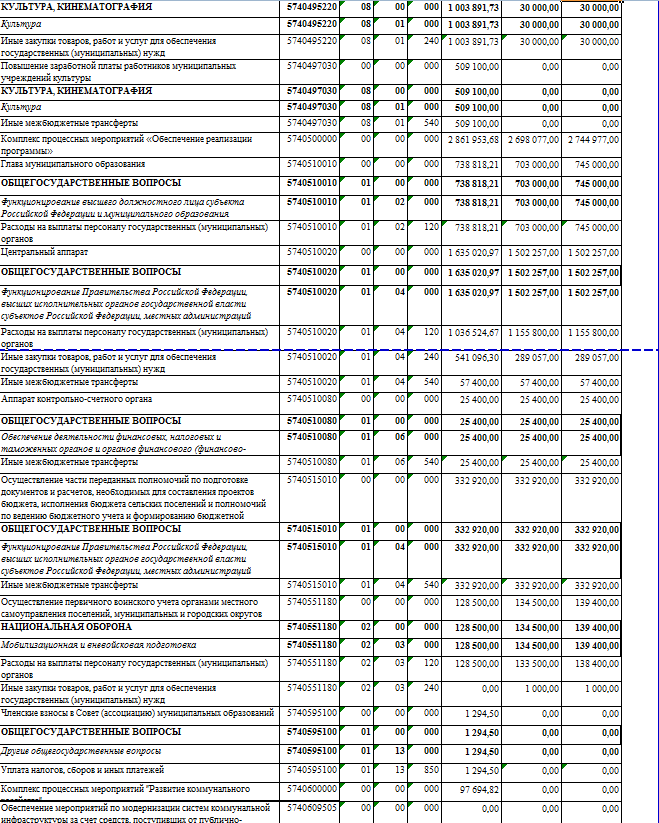 КУЛЬТУРА, КИНЕМАТОГРАФИЯ 5740495220 08 00 000 1 003 891,73 30 000,00 30 000,00
Культура 5740495220 08 01 000 1 003 891,73 30 000,00 30 000,00
Иные закупки товаров, работ и услуг для обеспечения 5740495220 08 01 240 1 003 891,73 30 000,00 30 000,00
государственных (муниципальных) нужд
Повышение заработной платы работников муниципальных 5740497030 00 00 000 509 100,00 0,00 0,00
учреждений культуры
КУЛЬТУРА, КИНЕМАТОГРАФИЯ 5740497030 08 00 000 509 100,00 0,00 0,00
Культура 5740497030 08 01 000 509 100,00 0,00 0,00
Иные межбюджетные трансферты 5740497030 08 01 540 509 100,00 0,00 0,00
Комплекс процессных мероприятий «Обеспечение реализации 5740500000 00 00 000 2 861 953,68 2 698 077,00 2 744 977,00
программы»
Глава муниципального образования 5740510010 00 00 000 738 818,21 703 000,00 745 000,00
ОБЩЕГОСУДАРСТВЕННЫЕ ВОПРОСЫ 5740510010 01 00 000 738 818,21 703 000,00 745 000,00
Функционирование высшего должностного лица субъекта 5740510010 01 02 000 738 818,21 703 000,00 745 000,00
Российской Федерации и муниципального образования
Расходы на выплаты персоналу государственных (муниципальных) 5740510010 01 02 120 738 818,21 703 000,00 745 000,00
органов
Центральный аппарат 5740510020 00 00 000 1 635 020,97 1 502 257,00 1 502 257,00
ОБЩЕГОСУДАРСТВЕННЫЕ ВОПРОСЫ 5740510020 01 00 000 1 635 020,97 1 502 257,00 1 502 257,00
Функционирование Правительства Российской Федерации, 5740510020 01 04 000 1 635 020,97 1 502 257,00 1 502 257,00
высших исполнительных органов государственной власти
субъектов Российской Федерации, местных администраций
Расходы на выплаты персоналу государственных (муниципальных) 5740510020 01 04 120 1 036 524,67 1 155 800,00 1 155 800,00
органов
Иные закупки товаров, работ и услуг для обеспечения 5740510020 01 04 240 541 096,30 289 057,00 289 057,00
государственных (муниципальных) нужд
Иные межбюджетные трансферты 5740510020 01 04 540 57 400,00 57 400,00 57 400,00
Аппарат контрольно-счетного органа 5740510080 00 00 000 25 400,00 25 400,00 25 400,00
ОБЩЕГОСУДАРСТВЕННЫЕ ВОПРОСЫ 5740510080 01 00 000 25 400,00 25 400,00 25 400,00
Обеспечение деятельности финансовых, налоговых и 5740510080 01 06 000 25 400,00 25 400,00 25 400,00
таможенных органов и органов финансового (финансово-
Иные межбюджетные трансферты 5740510080 01 06 540 25 400,00 25 400,00 25 400,00
Осуществление части переданных полномочий по подготовке 5740515010 00 00 000 332 920,00 332 920,00 332 920,00
документов и расчетов, необходимых для составления проектов
бюджета, исполнения бюджета сельских поселений и полномочий
по ведению бюджетного учета и формированию бюджетной
ОБЩЕГОСУДАРСТВЕННЫЕ ВОПРОСЫ 5740515010 01 00 000 332 920,00 332 920,00 332 920,00
Функционирование Правительства Российской Федерации, 5740515010 01 04 000 332 920,00 332 920,00 332 920,00
высших исполнительных органов государственной власти
субъектов Российской Федерации, местных администраций
Иные межбюджетные трансферты 5740515010 01 04 540 332 920,00 332 920,00 332 920,00
Осуществление первичного воинского учета органами местного 5740551180 00 00 000 128 500,00 134 500,00 139 400,00
самоуправления поселений, муниципальных и городских округов
НАЦИОНАЛЬНАЯ ОБОРОНА 5740551180 02 00 000 128 500,00 134 500,00 139 400,00
Мобилизационная и вневойсковая подготовка 5740551180 02 03 000 128 500,00 134 500,00 139 400,00
Расходы на выплаты персоналу государственных (муниципальных) 5740551180 02 03 120 128 500,00 133 500,00 138 400,00
органов
Иные закупки товаров, работ и услуг для обеспечения 5740551180 02 03 240 0,00 1 000,00 1 000,00
государственных (муниципальных) нужд
Членские взносы в Совет (ассоциацию) муниципальных образований 5740595100 00 00 000 1 294,50 0,00 0,00
ОБЩЕГОСУДАРСТВЕННЫЕ ВОПРОСЫ 5740595100 01 00 000 1 294,50 0,00 0,00
Другие общегосударственные вопросы 5740595100 01 13 000 1 294,50 0,00 0,00
Уплата налогов, сборов и иных платежей 5740595100 01 13 850 1 294,50 0,00 0,00
Комплекс процессных мероприятий "Развитие коммунального 5740600000 00 00 000 97 694,82 0,00 0,00
Обеспечение мероприятий по модернизации систем коммунальной 5740609505 00 00 000 0,00 0,00 0,00
инфраструктуры за счет средств, поступивших от публично-